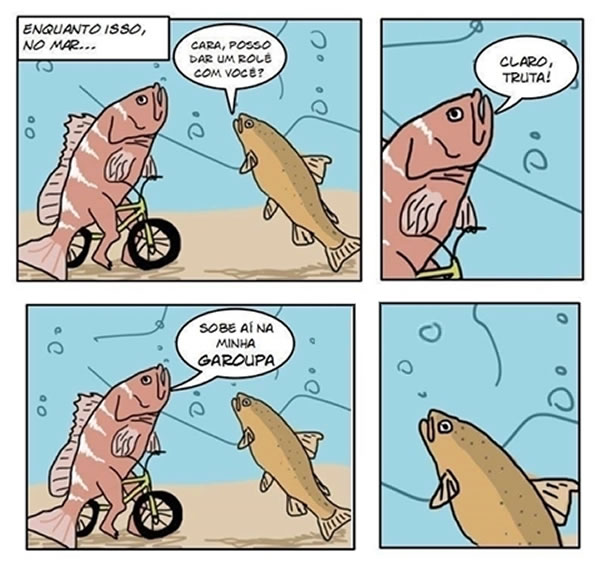 ENQUANTO ISSO,
NO MAR...
CARA, POSSO
DAR UM ROLÊ
COM VOCÊ?
CLARO,
TRUTA!
SOBE AÍ NA
MINHA
GAROUPA